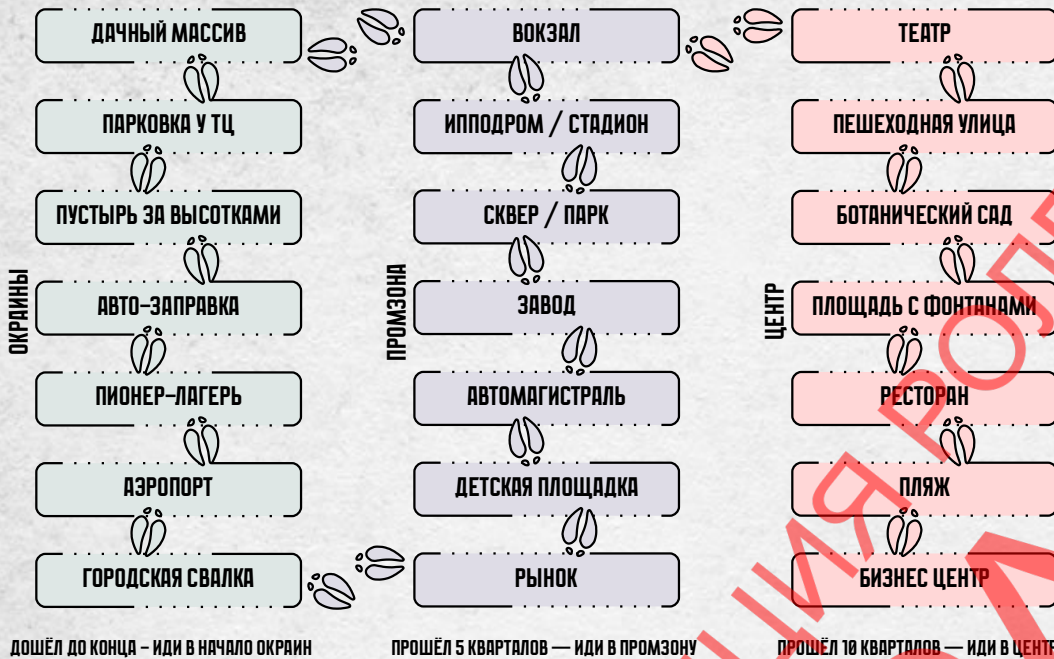 ДАЧНЫЙ МАССИВ
ПАРКОВКА У ТЦ
ПУСТЫРЬ ЗА ВЫСОТКАМИ
АВТО-ЗАПРАВКА
ПИОНЕР-ЛАГЕРЬ
АЭРОПОРТ
ГОРОДСКАЯ СВАЛКА
ОКРАИНЫ
ДОШЁЛ ДО КОНЦА – ИДИ В НАЧАЛО ОКРАИН
ВОКЗАЛ
ИППОДРОМ / СТАДИОН
СКВЕР / ПАРК
ЗАВОД
АВТОМАГИСТРАЛЬ
ДЕТСКАЯ ПЛОЩАДКА
РЫНОК
ПРОМЗОНА
ПРОШЁЛ 5 КВАРТАЛОВ — ИДИ В ПРОМЗОНУ
ТЕАТР
ПЕШЕХОДНАЯ УЛИЦА
БОТАНИЧЕСКИЙ САД
ПЛОЩАДЬ С ФОНТАНАМИ
РЕСТОРАН
ПЛЯЖ
БИЗНЕС ЦЕНТР
ЦЕНТР
ПРОШЁЛ 10 КВАРТАЛОВ — ИДИ В ЦЕНТР